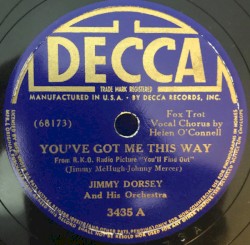 DECCA
TRADE MARK REGISTERED
MANUFACTURED IN U.S.A. • BY DECCA RECORDS, INC.
(68173)
Fox Trot
Vocal Chorus by
Helen O'Connell
YOU'VE GOT ME THIS WAY
From R.K.O. Radio Picture "You'll Find Out"
(Jimmy McHugh-Johnny Mercer)
JIMMY DORSEY
And His Orchestra
3435 A